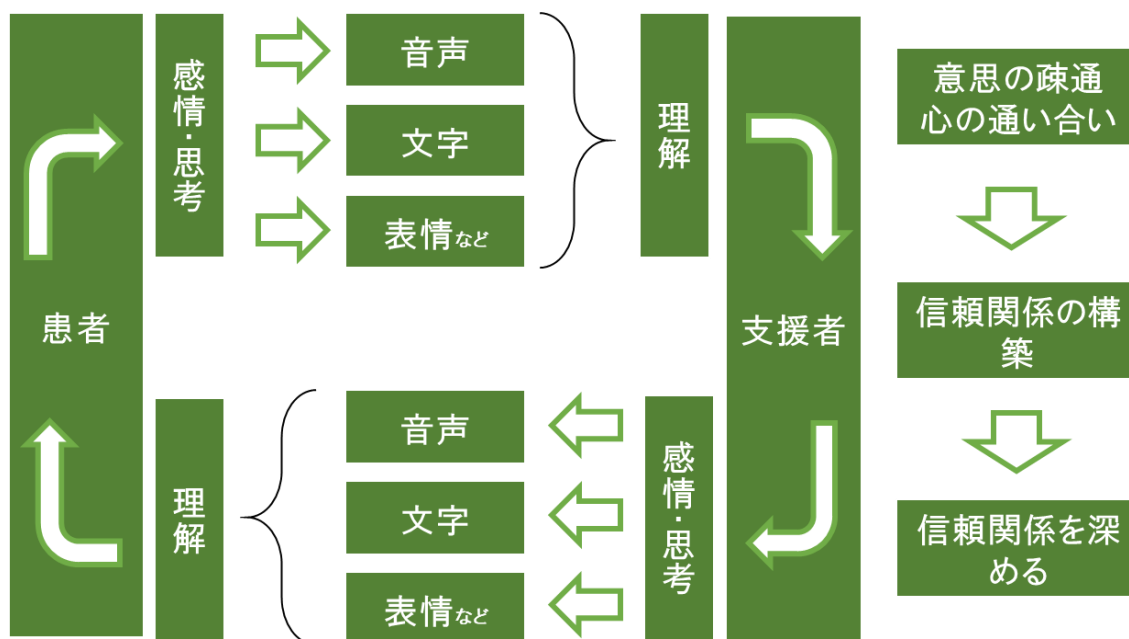 患者
感情・思考
音声
文字
表情など
理解
支援者
感情・思考
音声
文字
表情など
理解
意思の疎通
心の通い合い
信頼関係の構
築
信頼関係を深
める